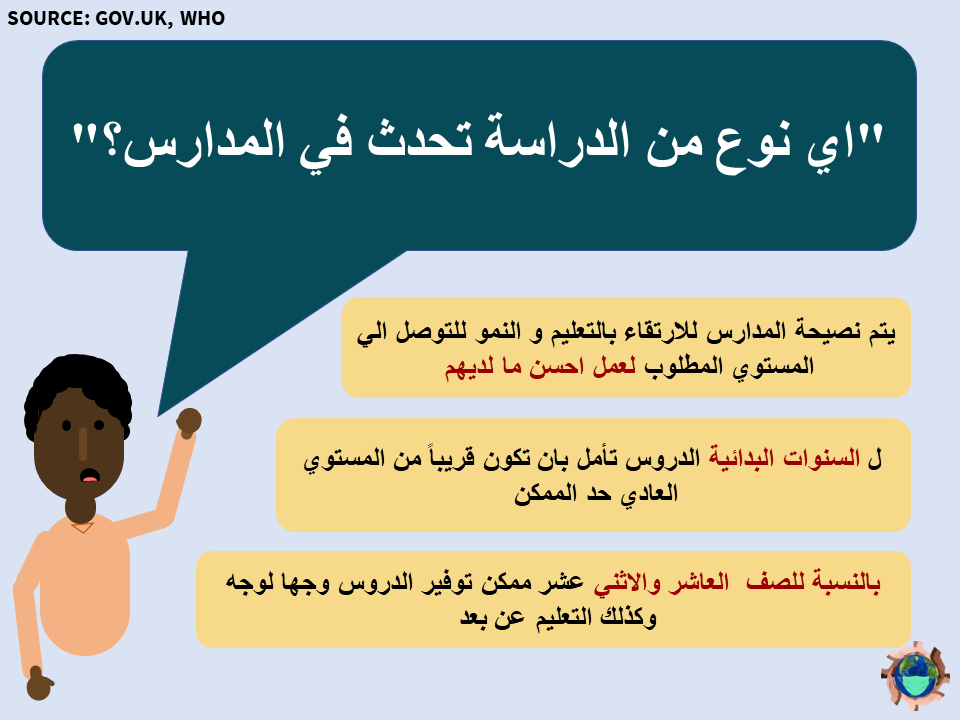 SOURCE: GOV.UK, WHO
"اي نوع من الدراسة تحدث في المدارس؟"
يتم نصيحة المدارس للارتقاء بالتعليم و النمو للتوصل الي
المستوي المطلوب لعمل احسن ما لديهم
ل السنوات البدائية الدروس تأمل بان تكون قريباً من المستوي
العادي حد الممكن
بالنسبة للصف العاشر والاثني عشر ممكن توفير الدروس وجها لوجه
وكذلك التعليم عن بعد